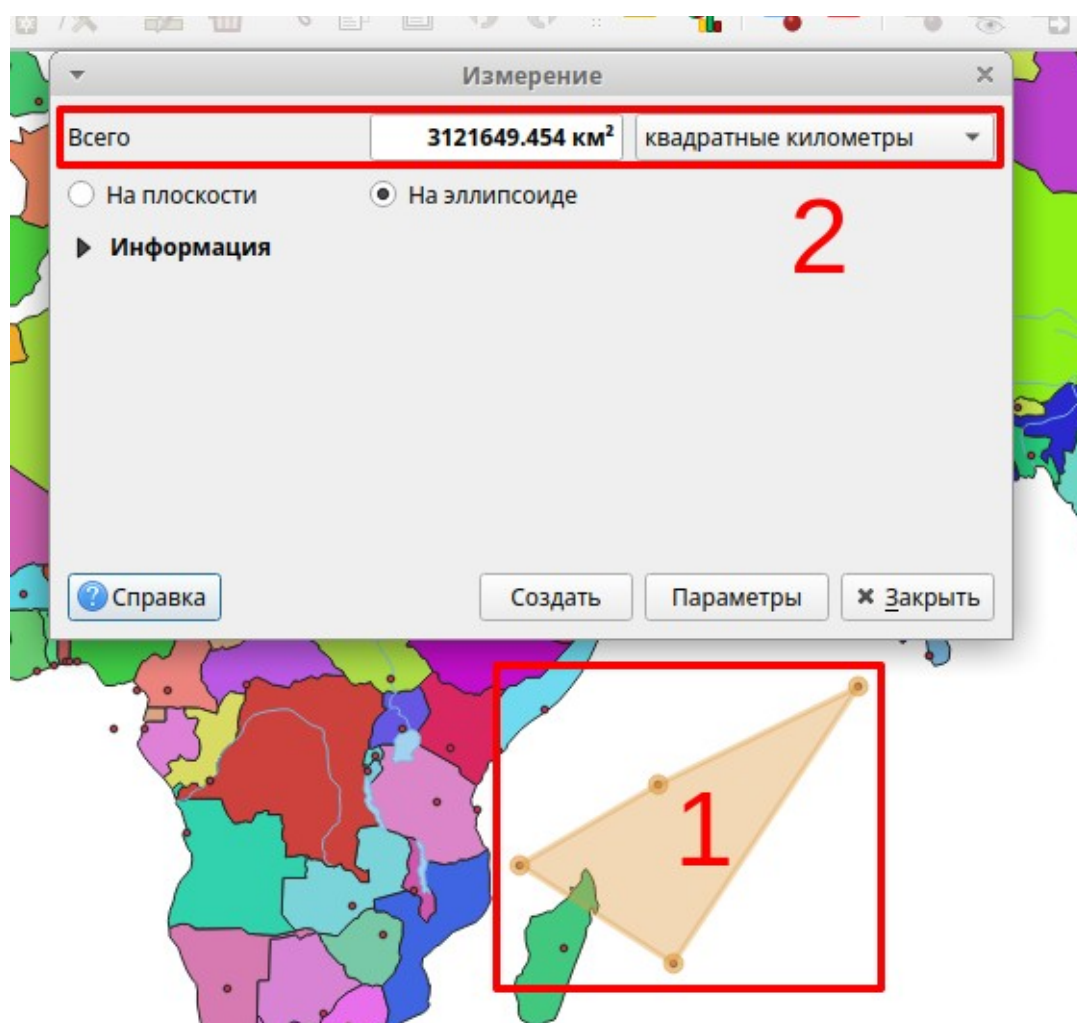 Измерение
Всего 3121649.454 км² квадратные километры
На плоскости На эллипсоиде
2
Информация
Справка Создать Параметры Закрыть
1